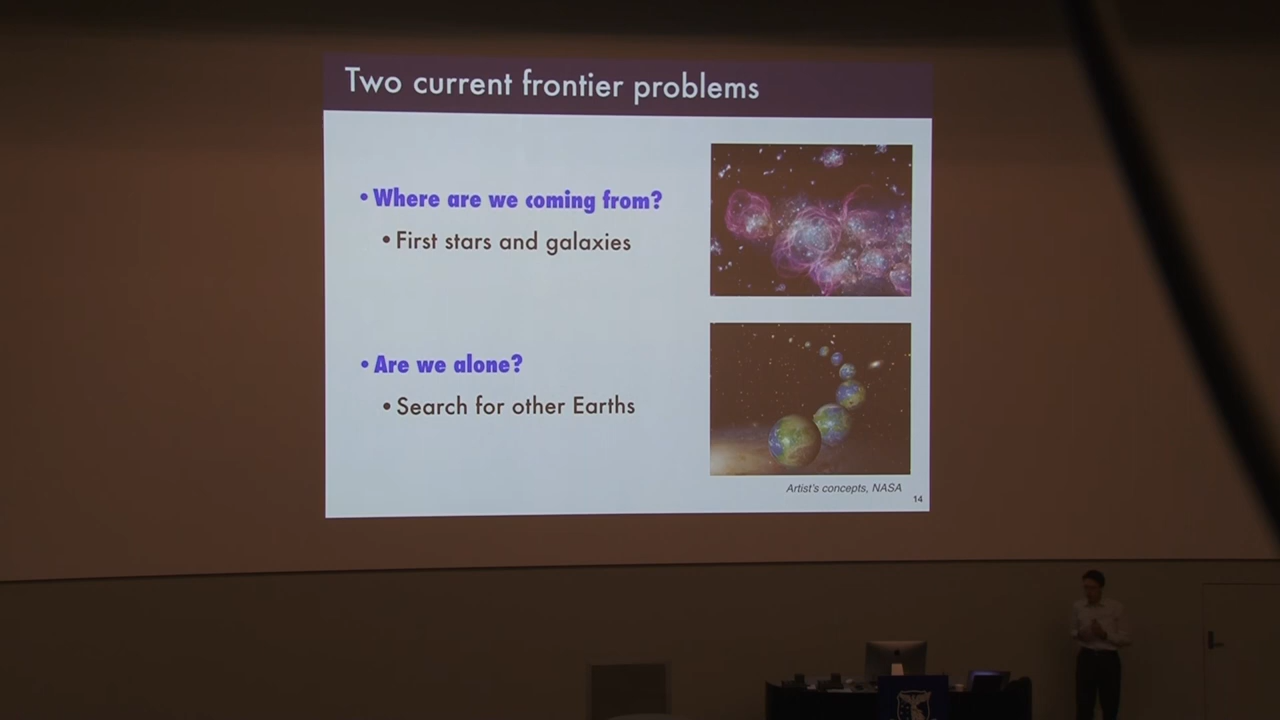 Two current frontier problems
• Where are we coming from?
• First stars and galaxies
• Are we alone?
• Search for other Earths
Artist's concepts, NASA
14